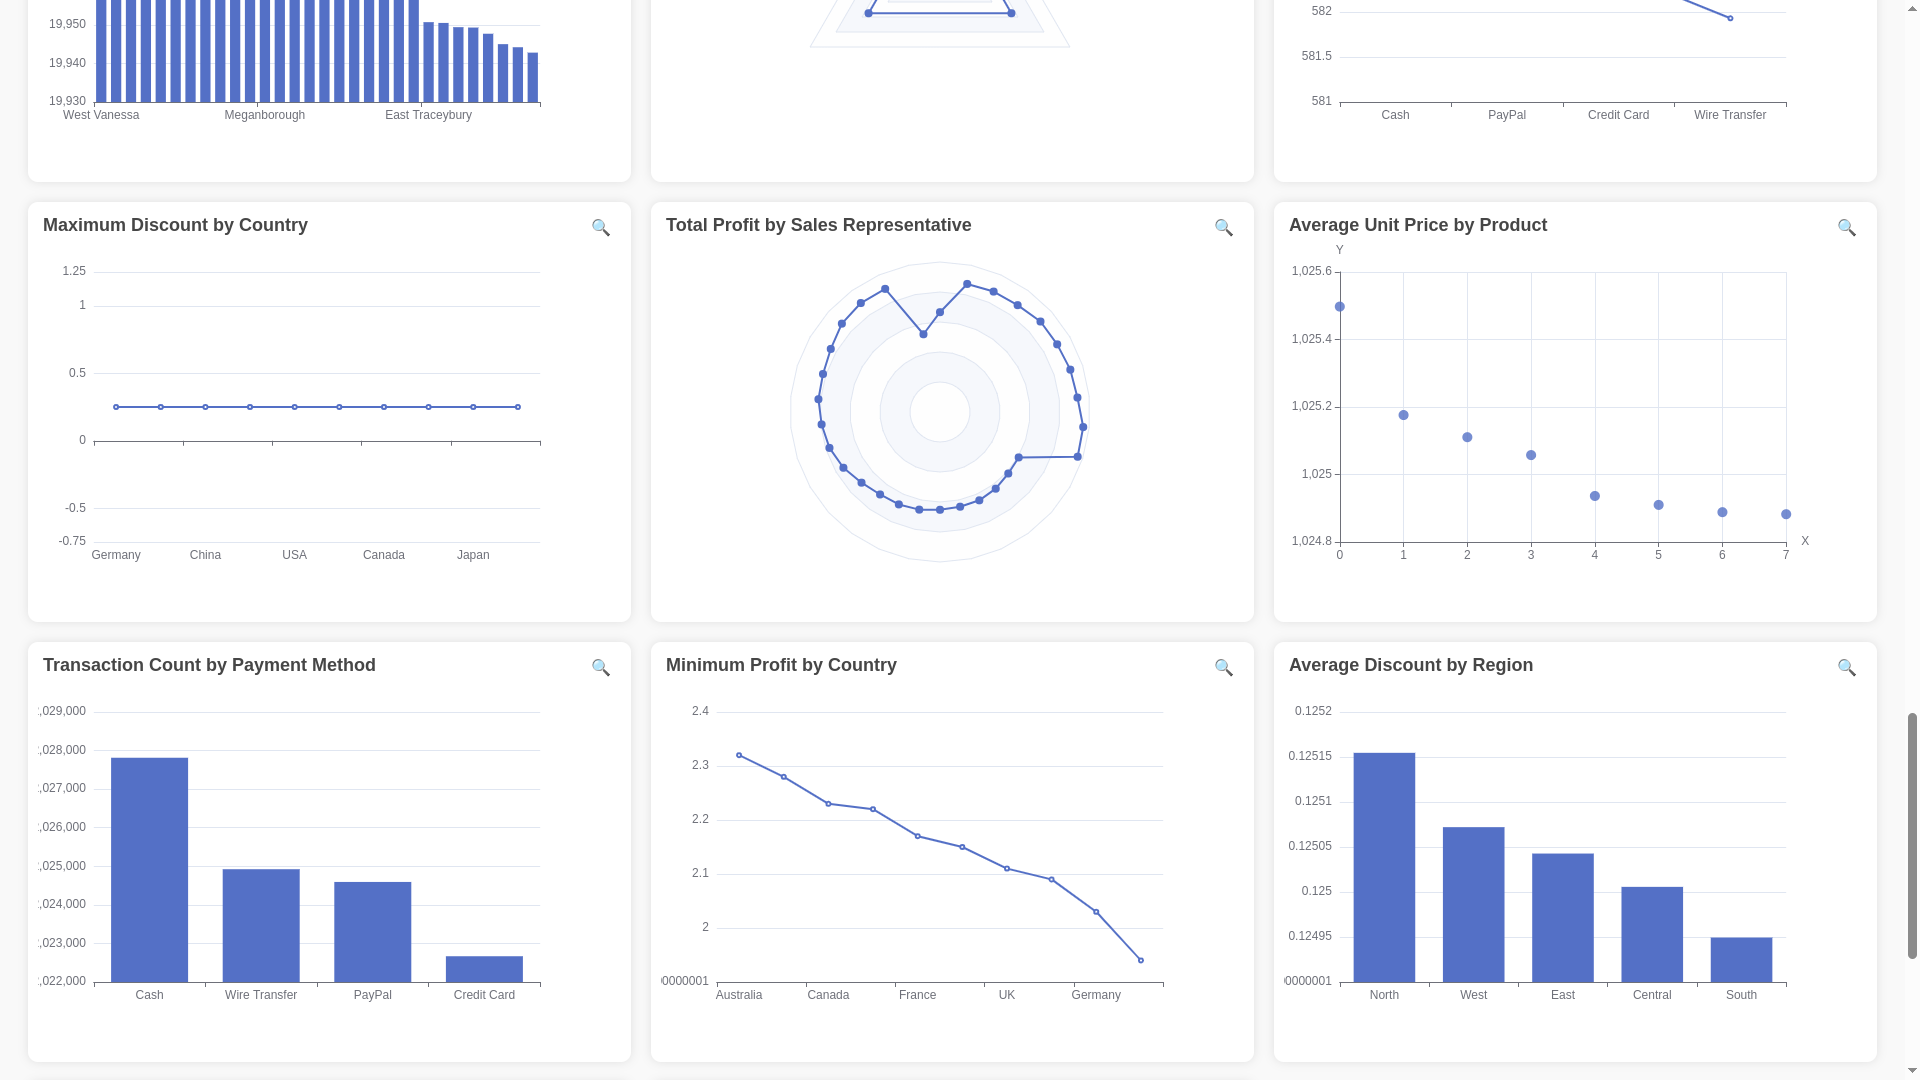 19,950
19,940
19,930
West Vanessa
Meganborough
East Traceybury
582
581.5
581
Cash
PayPal
Credit Card
Wire Transfer
Maximum Discount by Country
1.25
1
0.5
0
-0.5
-0.75
Germany
China
USA
Canada
Japan
Total Profit by Sales Representative
Average Unit Price by Product
Y
1,025.6
1,025.4
1,025.2
1,025
1,024.8
0
1
2
3
4
5
6
7
X
Transaction Count by Payment Method
,029,000
,028,000
,027,000
,026,000
,025,000
,024,000
,023,000
,022,000
Cash
Wire Transfer
PayPal
Credit Card
Minimum Profit by Country
2.4
2.3
2.2
2.1
2
0000001
Australia
Canada
France
UK
Germany
Average Discount by Region
0.1252
0.12515
0.1251
0.12505
0.125
0.12495
0000001
North
West
East
Central
South